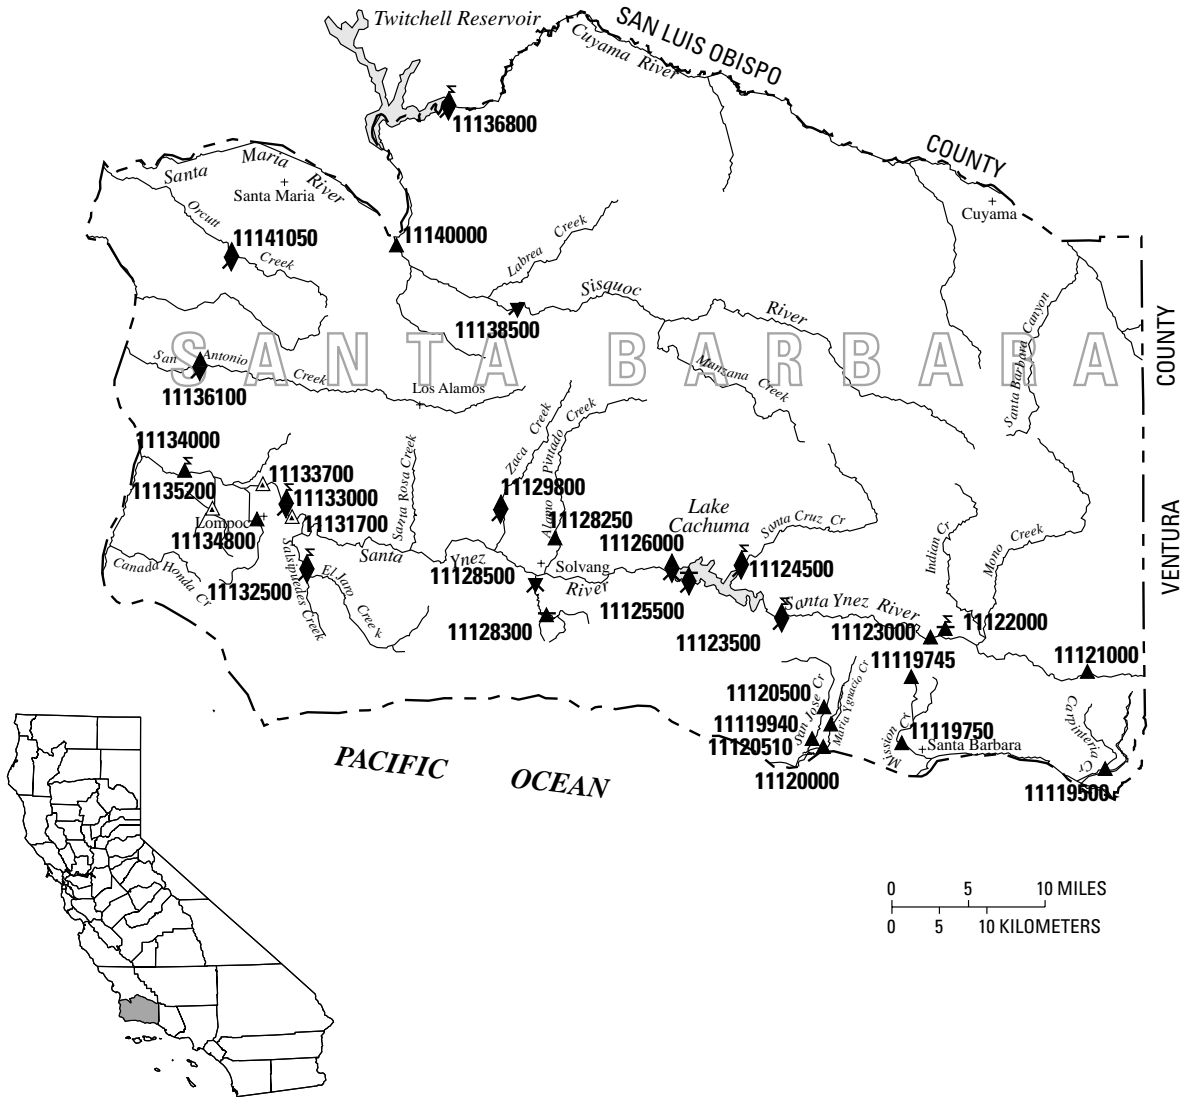 Twitchell Reservoir
SAN LUIS OBISPO
COUNTY
Cuyama River
11136800
Santa Maria River
Santa Maria
Cuyama
Orcutt Creek
11141050
11140000
Labrea Creek
Sisquoc River
11138500
COUNTY
VENTURA
SANTA BARBARA
San Antonio Creek
11136100
Los Alamos
Manzana Creek
Santa Barbara Canyon
11134000
11135200
11133700
11133000
11131700
Lompoc
11134800
Santa Rosa Creek
Zaca Creek
Alamo Pintado Creek
11129800
11128250
Lake
Cachuma
Santa Cruz Cr
Indian Cr
Mono Creek
Canada Honda Cr
11132500
Salsipuedes Creek
El Jaro Creek
Santa Ynez River
11128500
Solvang
11126000
11125500
11124500
11128300
11123500
Santa Ynez River
11123000
11122000
11119745
11121000
11120500
San Jose Cr
Maria Ygnacio Cr
11119940
11120510
11120000
Mission Cr
11119750
Santa Barbara
Carpinteria Cr
11119500
PACIFIC OCEAN
0 5 10 MILES
0 5 10 KILOMETERS